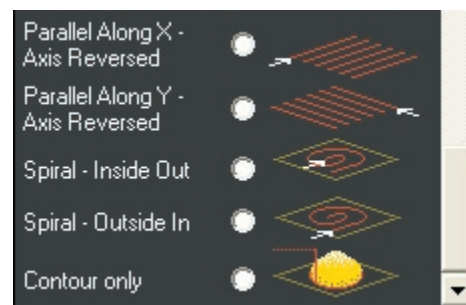 Parallel Along X -
Axis Reversed
Parallel Along Y -
Axis Reversed
Spiral - Inside Out
Spiral - Outside In
Contour only